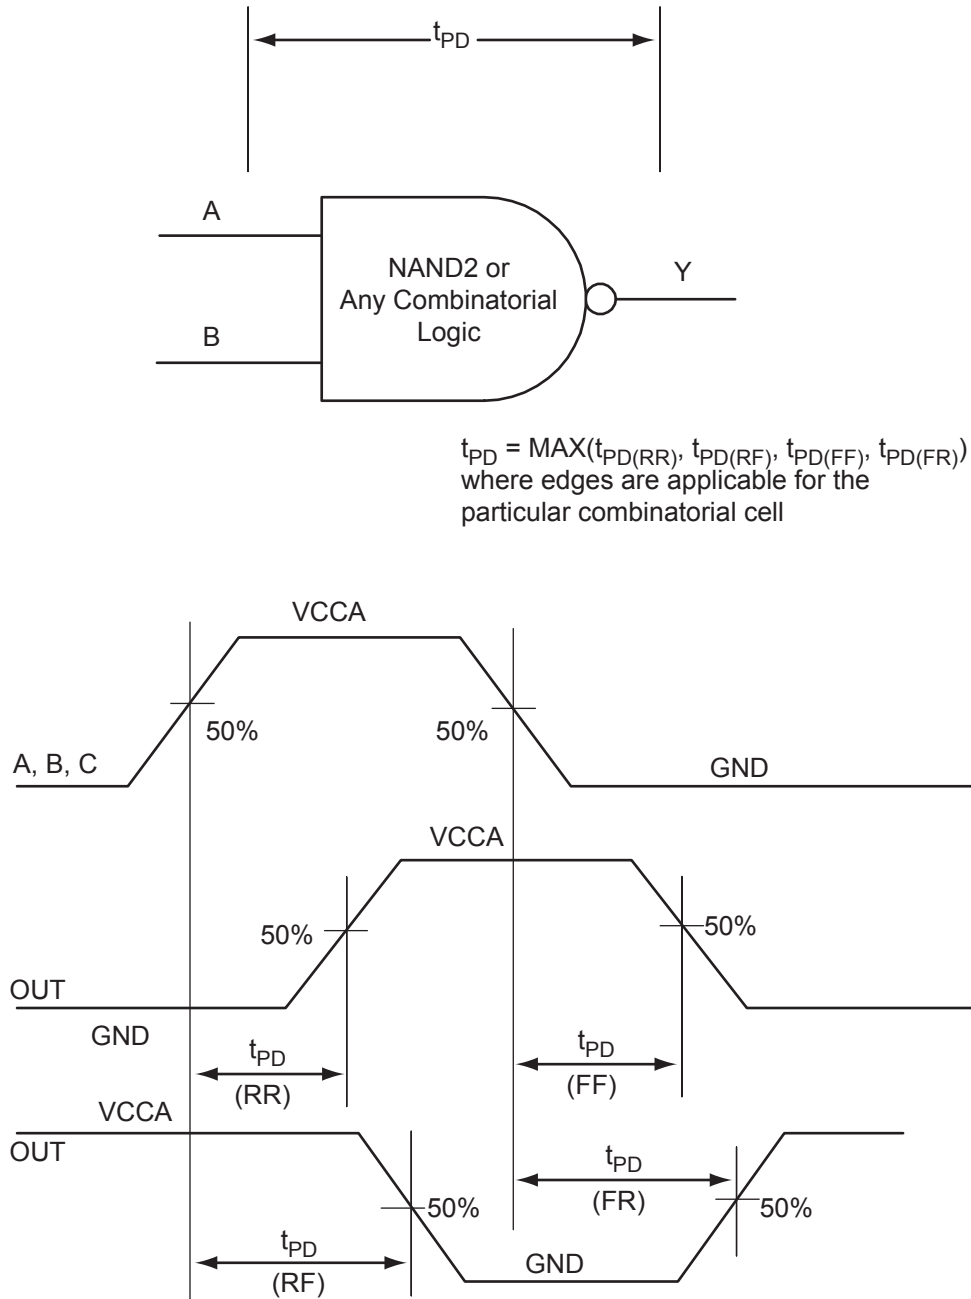 tPD
A
NAND2 or
Any Combinatorial
Logic
Y
B
tPD = MAX(tPD(RR), tPD(RF), tPD(FF), tPD(FR))
where edges are applicable for the
particular combinatorial cell
VCCA
50%
50%
A, B, C
GND
VCCA
50%
50%
OUT
GND
tPD
(RR)
tPD
(FF)
VCCA
OUT
tPD
(FR)
50%
50%
tPD
(RF)
GND